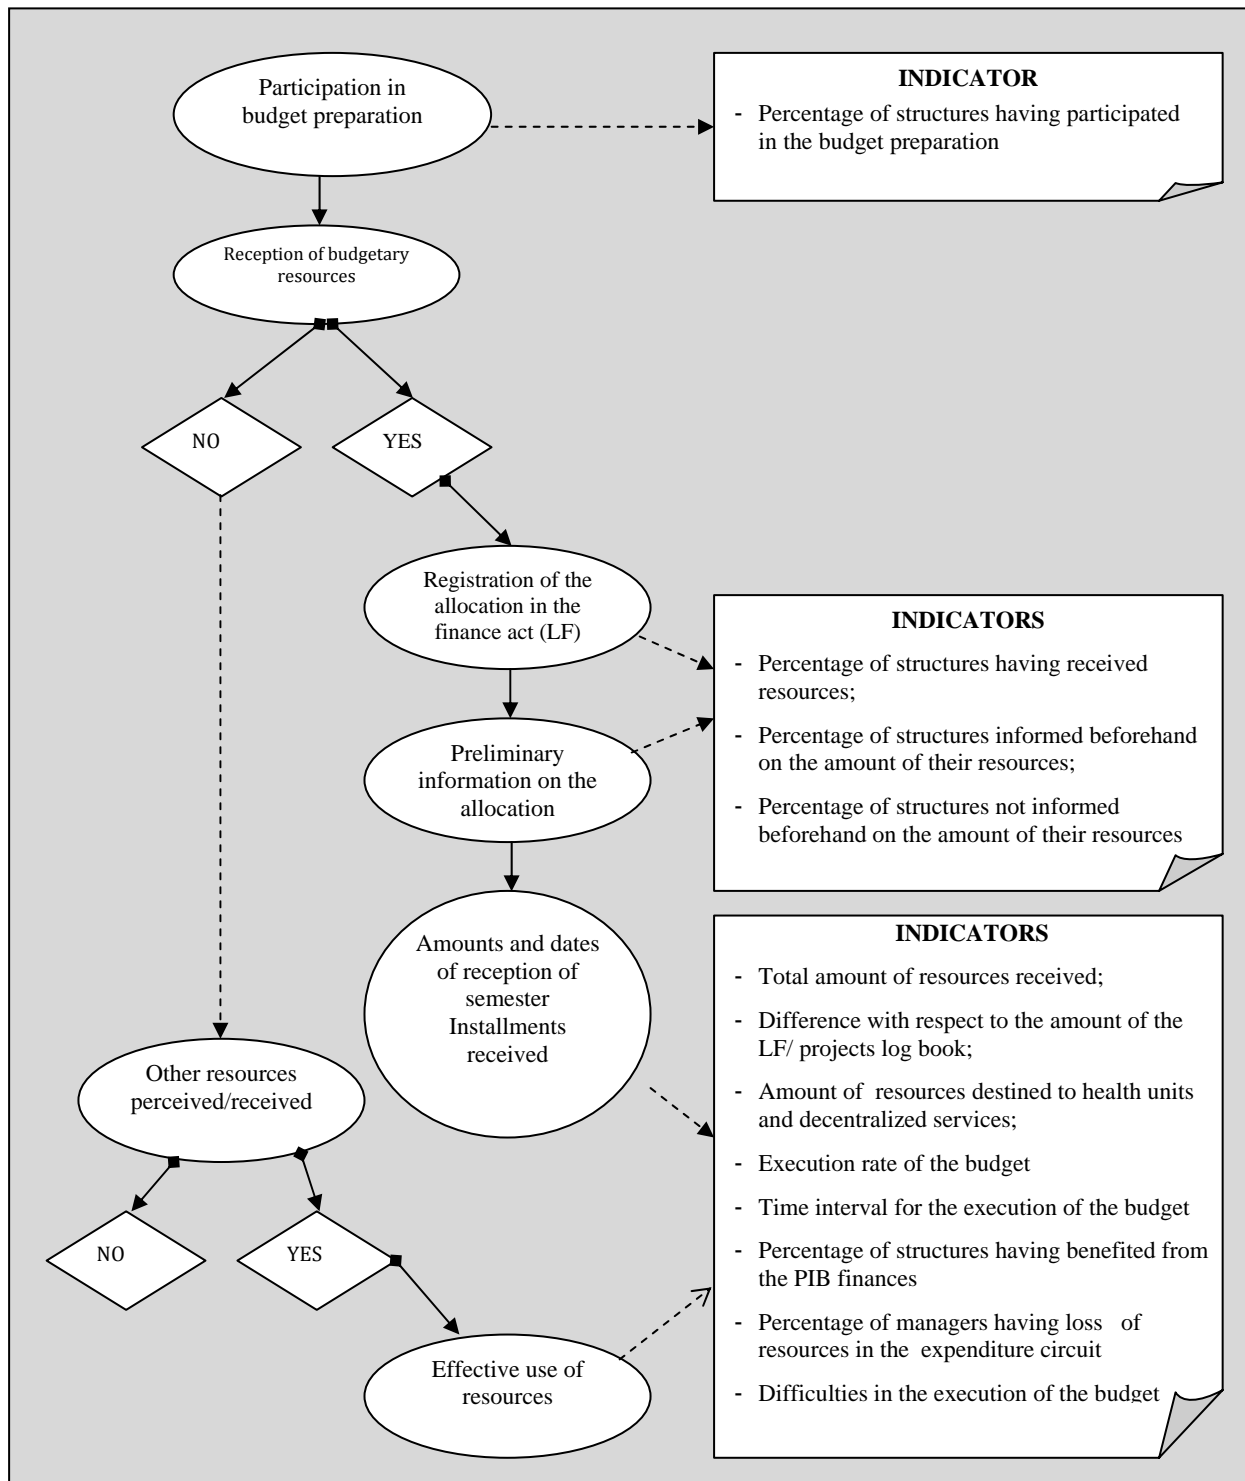 Participation in
budget preparation
INDICATOR
- Percentage of structures having participated
in the budget preparation
Reception of budgetary
resources
NO
YES
Registration of the
allocation in the
finance act (LF)
INDICATORS
- Percentage of structures having received
resources;
- Percentage of structures informed beforehand
on the amount of their resources;
- Percentage of structures not informed
beforehand on the amount of their resources
Preliminary
information on the
allocation
Amounts and dates
of reception of
semester
Installments
received
INDICATORS
- Total amount of resources received;
- Difference with respect to the amount of the
LF/ projects log book;
- Amount of resources destined to health units
and decentralized services;
- Execution rate of the budget
- Time interval for the execution of the budget
- Percentage of structures having benefited from
the PIB finances
- Percentage of managers having loss of
resources in the expenditure circuit
- Difficulties in the execution of the budget
Other resources
perceived/received
NO
YES
Effective use of
resources